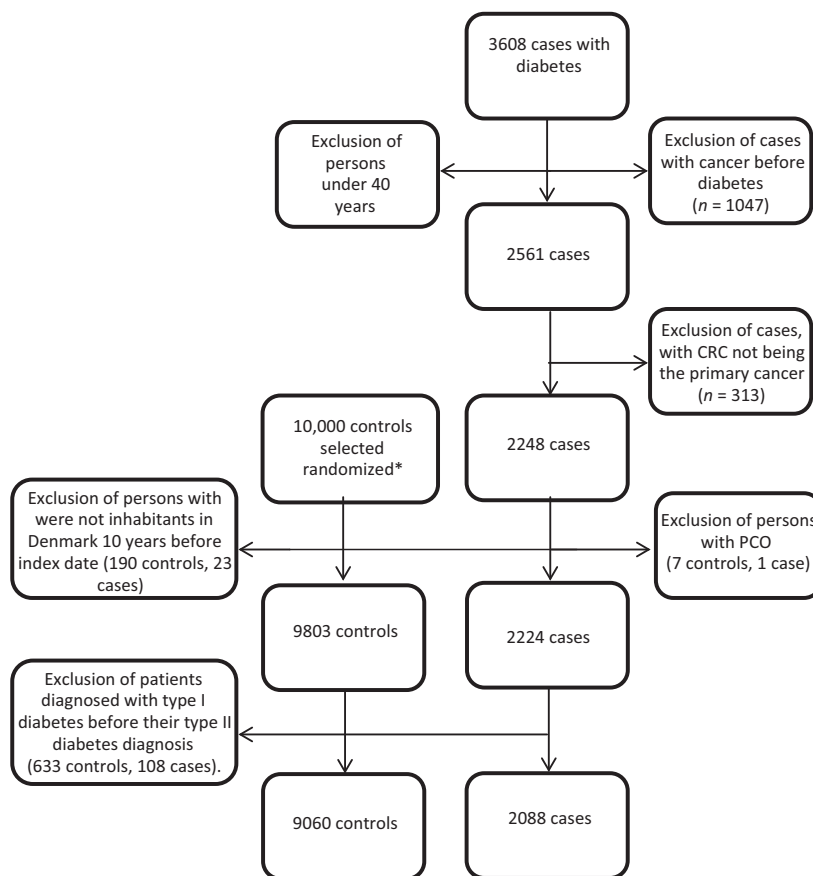 3608 cases with
diabetes
Exclusion of
persons
under 40
years
Exclusion of cases
with cancer before
diabetes
(n = 1047)
2561 cases
Exclusion of cases,
with CRC not being
the primary cancer
(n = 313)
10,000 controls
selected
randomized*
2248 cases
Exclusion of persons with
were not inhabitants in
Denmark 10 years before
index date (190 controls, 23
cases)
Exclusion of persons
with PCO
(7 controls, 1 case)
9803 controls
2224 cases
Exclusion of patients
diagnosed with type I
diabetes before their type II
diabetes diagnosis
(633 controls, 108 cases).
9060 controls
2088 cases